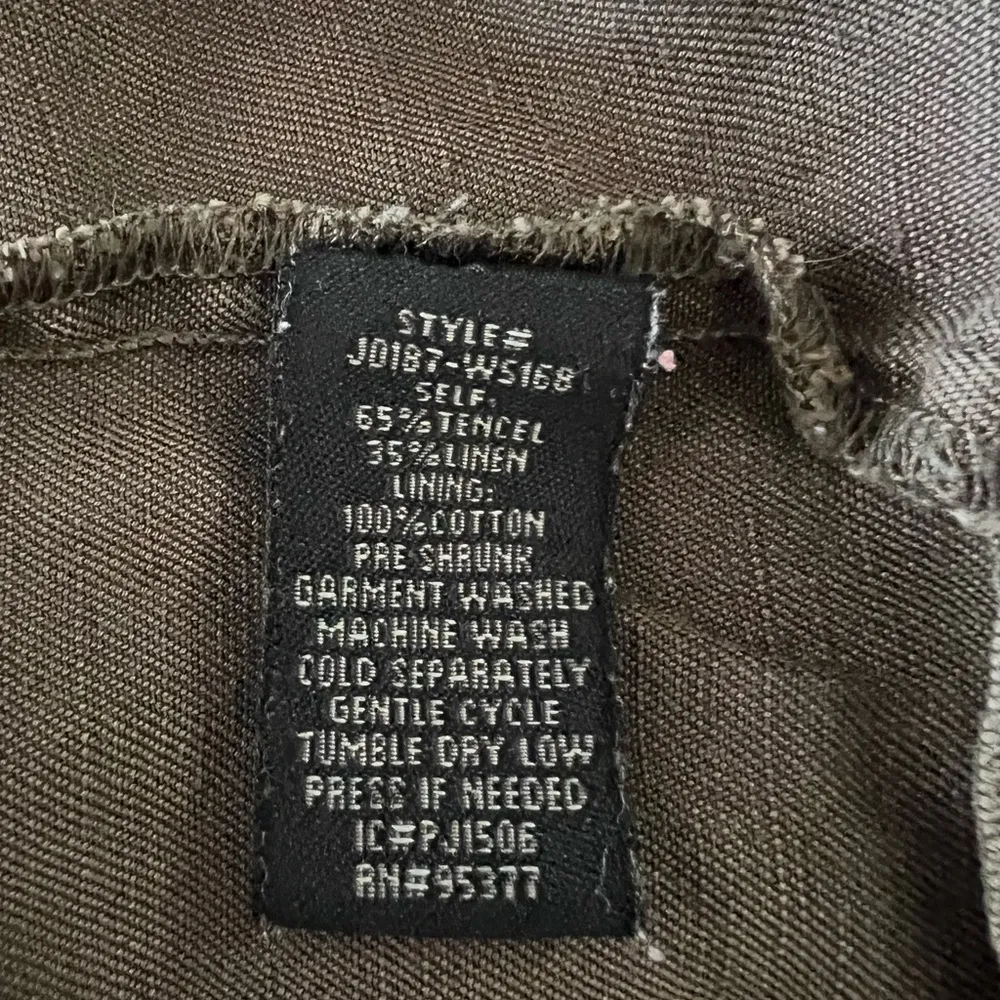 STYLE#
JD187-W5168
SELF:
65%TENCEL
35%LINEN
LINING:
100%COTTON
PRE SHRUNK
GARMENT WASHED
MACHINE WASH
COLD SEPARATELY
GENTLE CYCLE
TUMBLE DRY LOW
PRESS IF NEEDED
IC#PJ1506
RN#95377